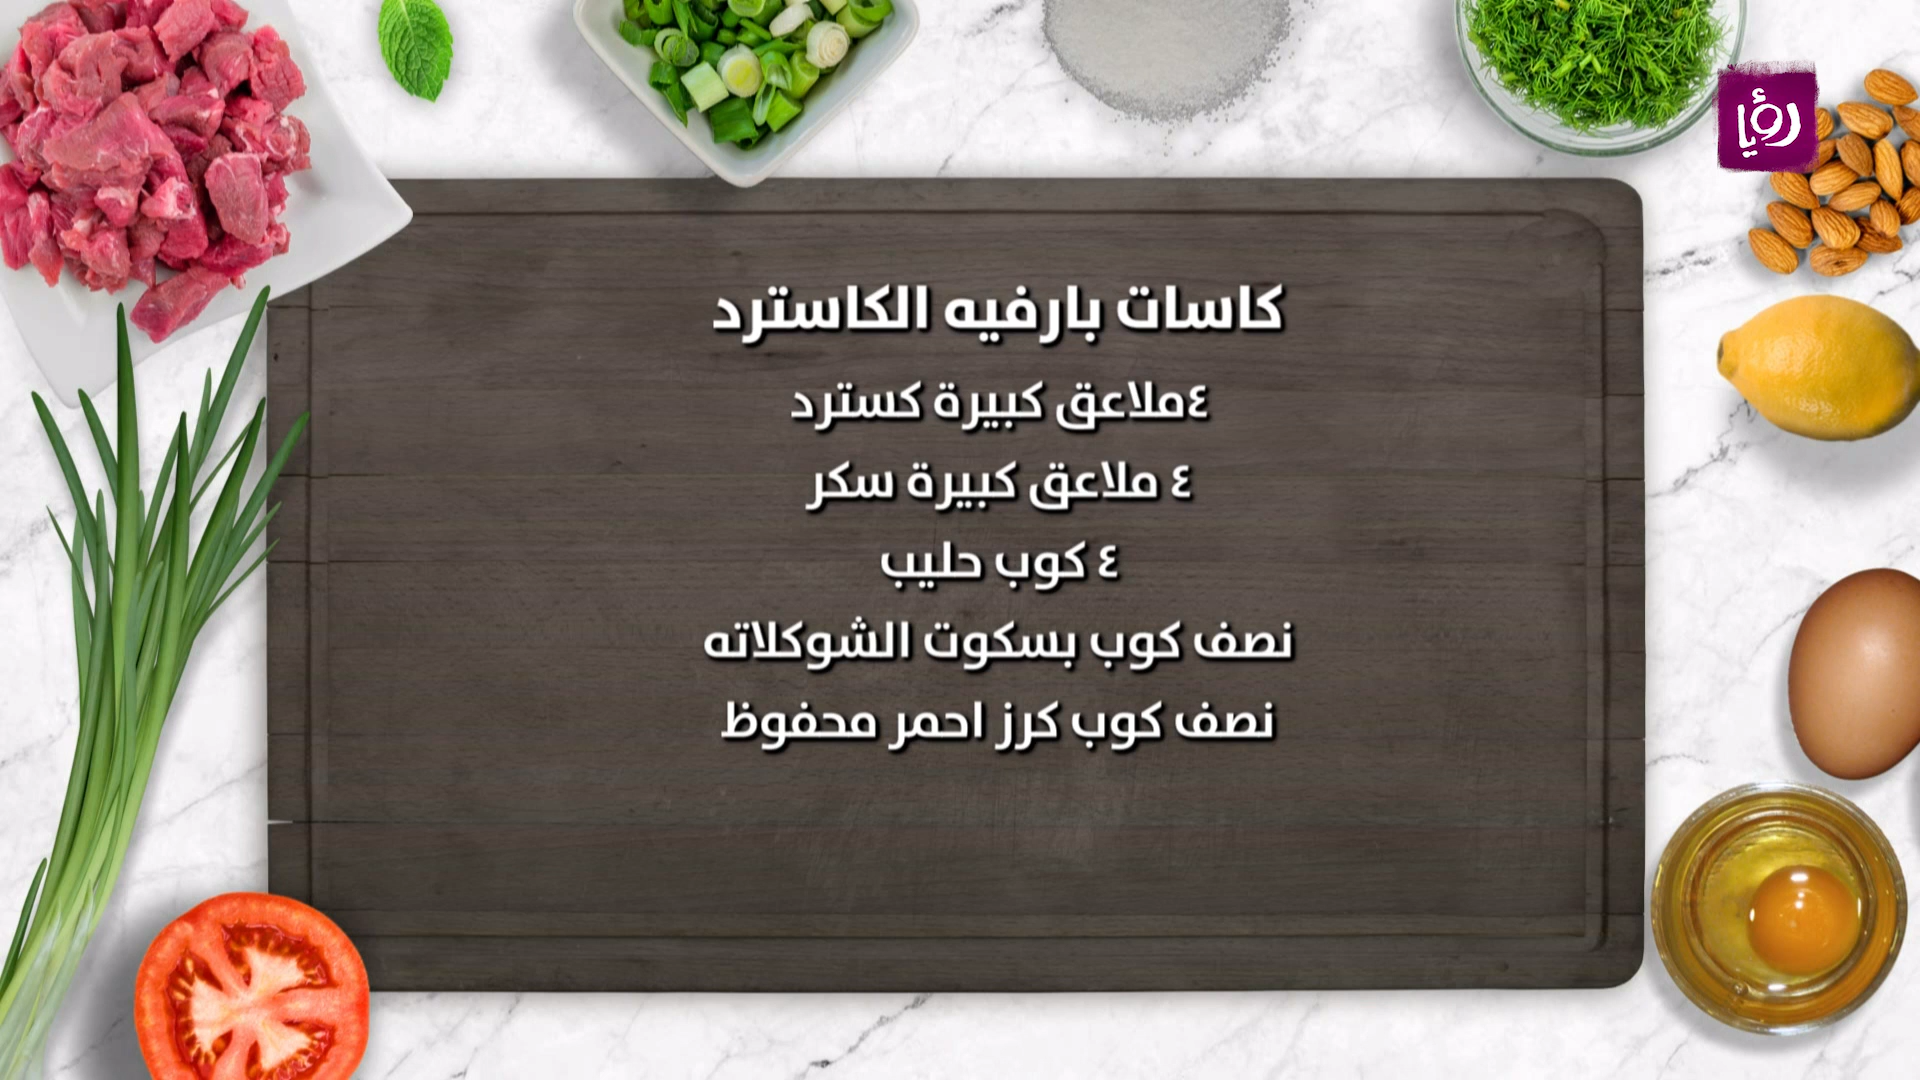 رؤيا
كاسات بارفيه الكاسترد
٤ملاعق كبيرة كسترد
٤ ملاعق كبيرة سكر
٤ كوب حليب
نصف كوب بسكوت الشوكلاته
نصف كوب كرز احمر محفوظ